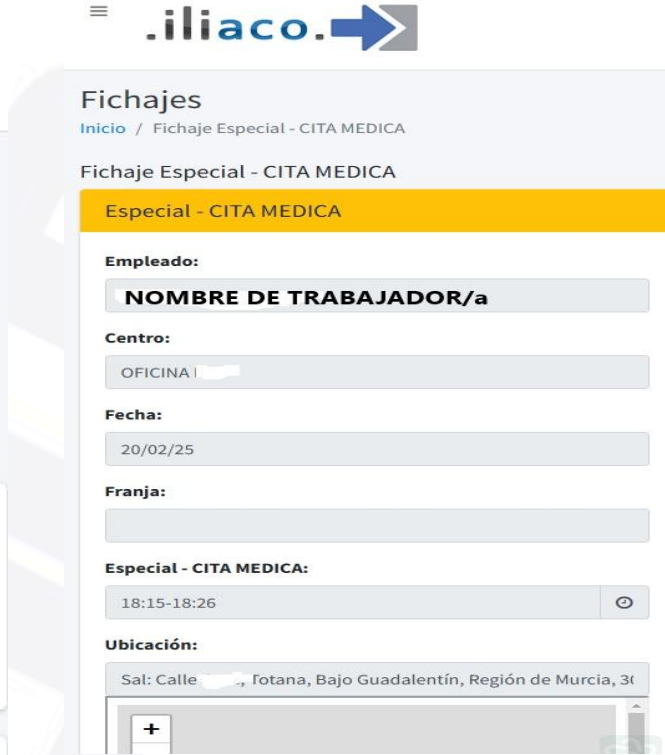 .iliaco.
Fichajes
Inicio / Fichaje Especial - CITA MEDICA
Fichaje Especial - CITA MEDICA
Especial - CITA MEDICA
Empleado:
NOMBRE DE TRABAJADOR/a
Centro:
OFICINA
Fecha:
20/02/25
Franja:
Especial - CITA MEDICA:
18:15-18:26
Ubicación:
Sal: Calle , Totana, Bajo Guadalentín, Región de Murcia, 30
+